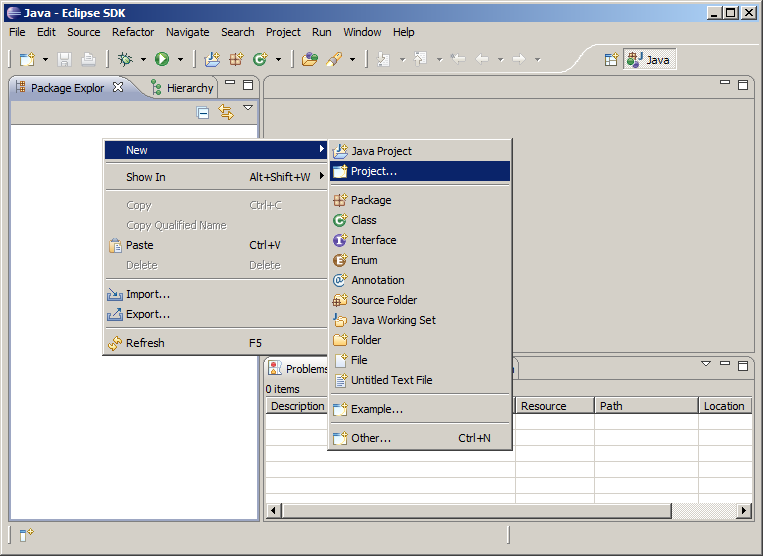 Java - Eclipse SDK
File Edit Source Refactor Navigate Search Project Run Window Help
Java
Package Explor Hierarchy
New
Show In Alt+Shift+W
Copy Ctrl+C
Copy Qualified Name
Paste Ctrl+V
Delete Delete
Import...
Export...
Refresh F5
Java Project
Project...
Package
Class
Interface
Enum
Annotation
Source Folder
Java Working Set
Folder
File
Untitled Text File
Example...
Other... Ctrl+N
Problems
0 items
Description Resource Path Location